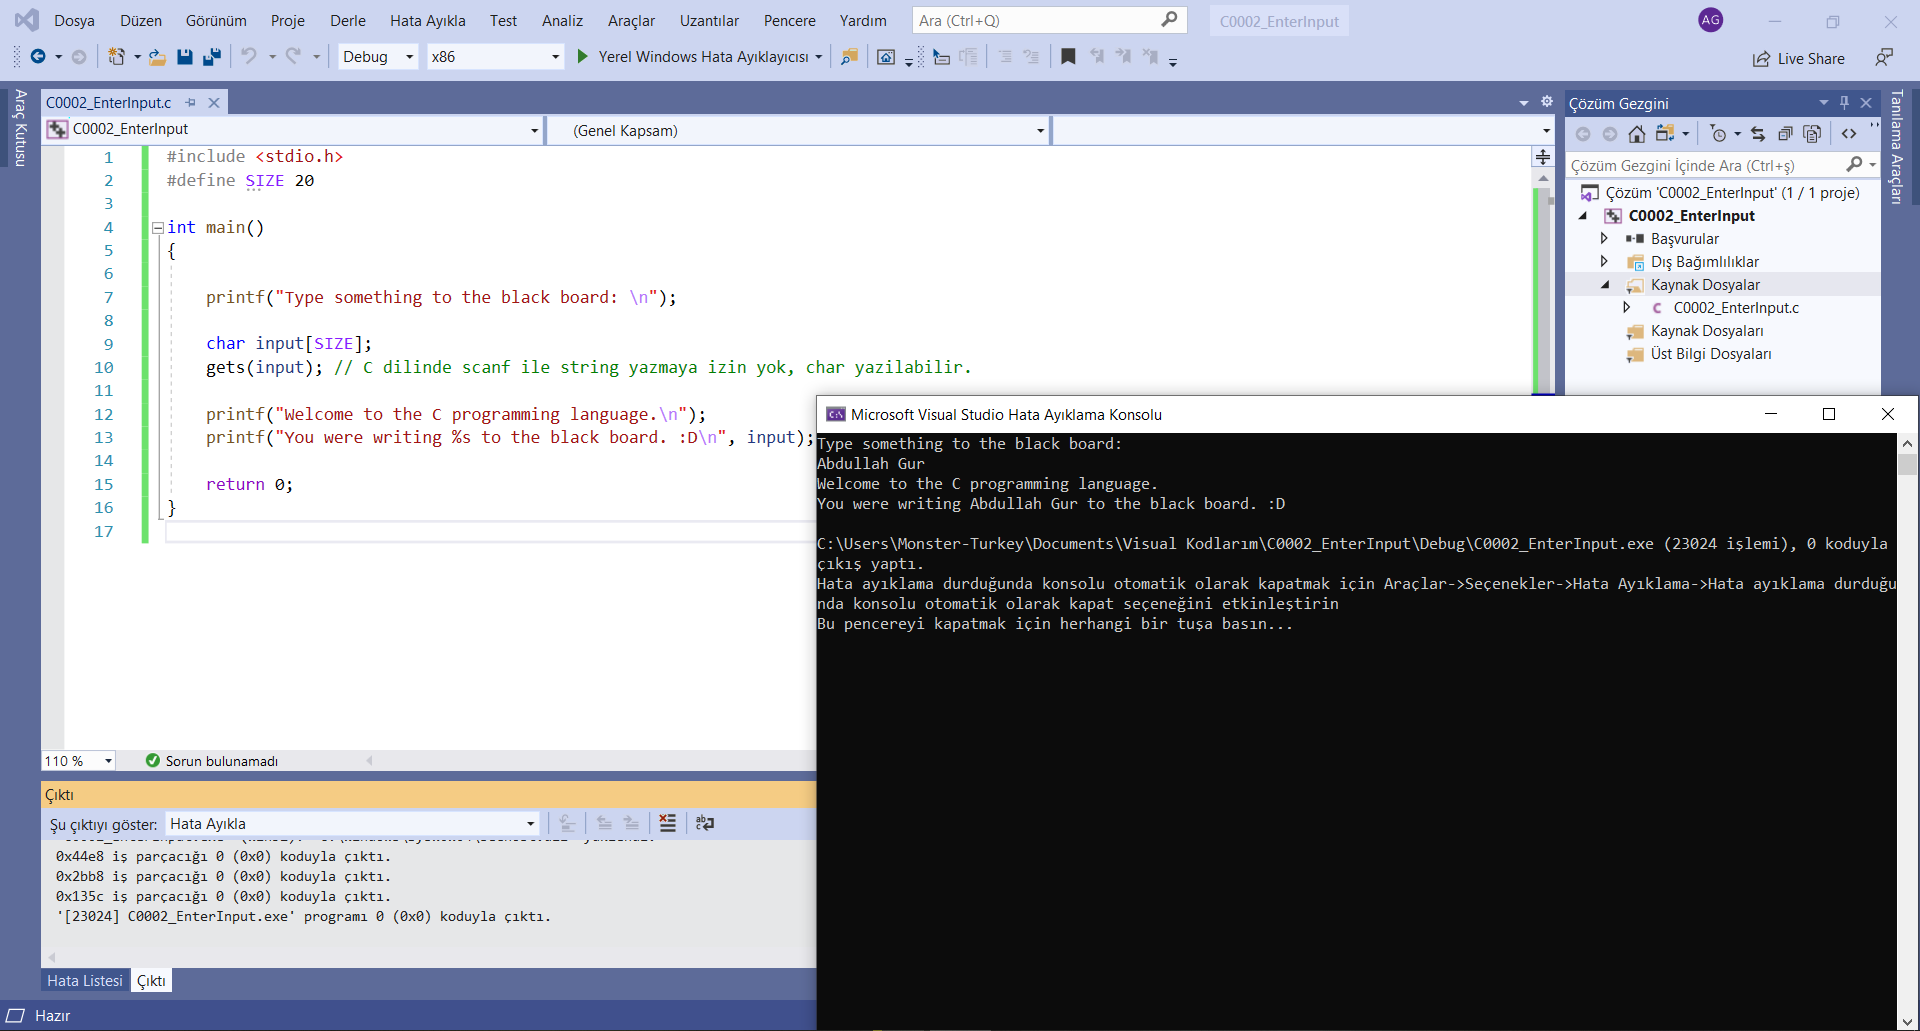 Dosya Düzen Görünüm Proje Derle Hata Ayıkla Test Analiz Araçlar Uzantılar Pencere Yardım Ara (Ctrl+Q) C0002_EnterInput AG
Debug x86 Yerel Windows Hata Ayıklayıcısı Live Share
Araç Kutusu
C0002_EnterInput.c
C0002_EnterInput (Genel Kapsam)
1 #include <stdio.h>
2 #define SIZE 20
3
4 int main()
5 {
6
7 printf("Type something to the black board: \n");
8
9 char input[SIZE];
10 gets(input); // C dilinde scanf ile string yazmaya izin yok, char yazilabilir.
11
12 printf("Welcome to the C programming language.\n");
13 printf("You were writing %s to the black board. :D\n", input);
14
15 return 0;
16 }
17
110 % Sorun bulunamadı
Çözüm Gezgini
Çözüm Gezgini İçinde Ara (Ctrl+ş)
Çözüm 'C0002_EnterInput' (1 / 1 proje)
C0002_EnterInput
Başvurular
Dış Bağımlılıklar
Kaynak Dosyalar
C0002_EnterInput.c
Kaynak Dosyaları
Üst Bilgi Dosyaları
Tanılama Araçları
Microsoft Visual Studio Hata Ayıklama Konsolu
Type something to the black board:
Abdullah Gur
Welcome to the C programming language.
You were writing Abdullah Gur to the black board. :D
C:\Users\Monster-Turkey\Documents\Visual Kodlarım\C0002_EnterInput\Debug\C0002_EnterInput.exe (23024 işlemi), 0 koduyla
çıkış yaptı.
Hata ayıklama durduğunda konsolu otomatik olarak kapatmak için Araçlar->Seçenekler->Hata Ayıklama->Hata ayıklama durduğu
nda konsolu otomatik olarak kapat seçeneğini etkinleştirin
Bu pencereyi kapatmak için herhangi bir tuşa basın...
Çıktı
Şu çıktıyı göster: Hata Ayıkla
0x44e8 iş parçacığı 0 (0x0) koduyla çıktı.
0x2bb8 iş parçacığı 0 (0x0) koduyla çıktı.
0x135c iş parçacığı 0 (0x0) koduyla çıktı.
'[23024] C0002_EnterInput.exe' programı 0 (0x0) koduyla çıktı.
Hata Listesi Çıktı
Hazır